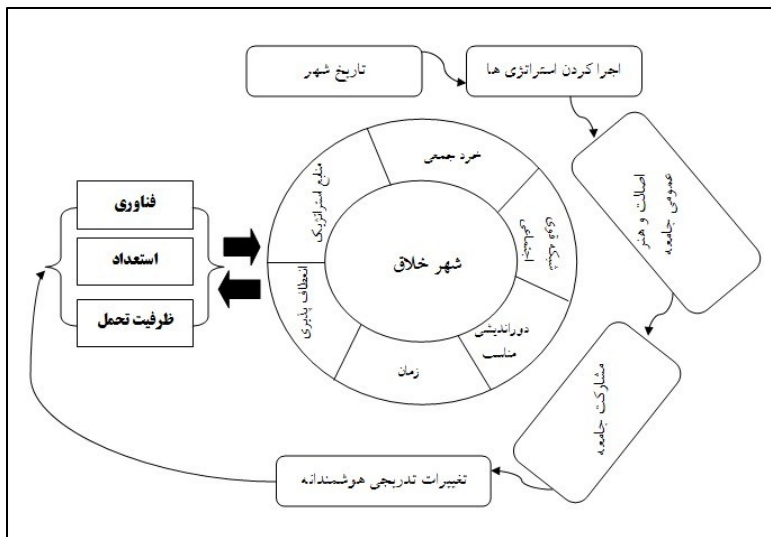 تاریخ شهر
اجرا کردن استراتژی ها
اصالت و هنر
عمومی جامعه
مشارکت جامعه
تغییرات تدریجی هوشمندانه
فناوری
استعداد
ظرفیت تحمل
شهر خلاق
خرد جمعی
شبکه قوی
اجتماعی
دوراندیشی
مناسب
زمان
انعطاف پذیری
منابع استراتژیک